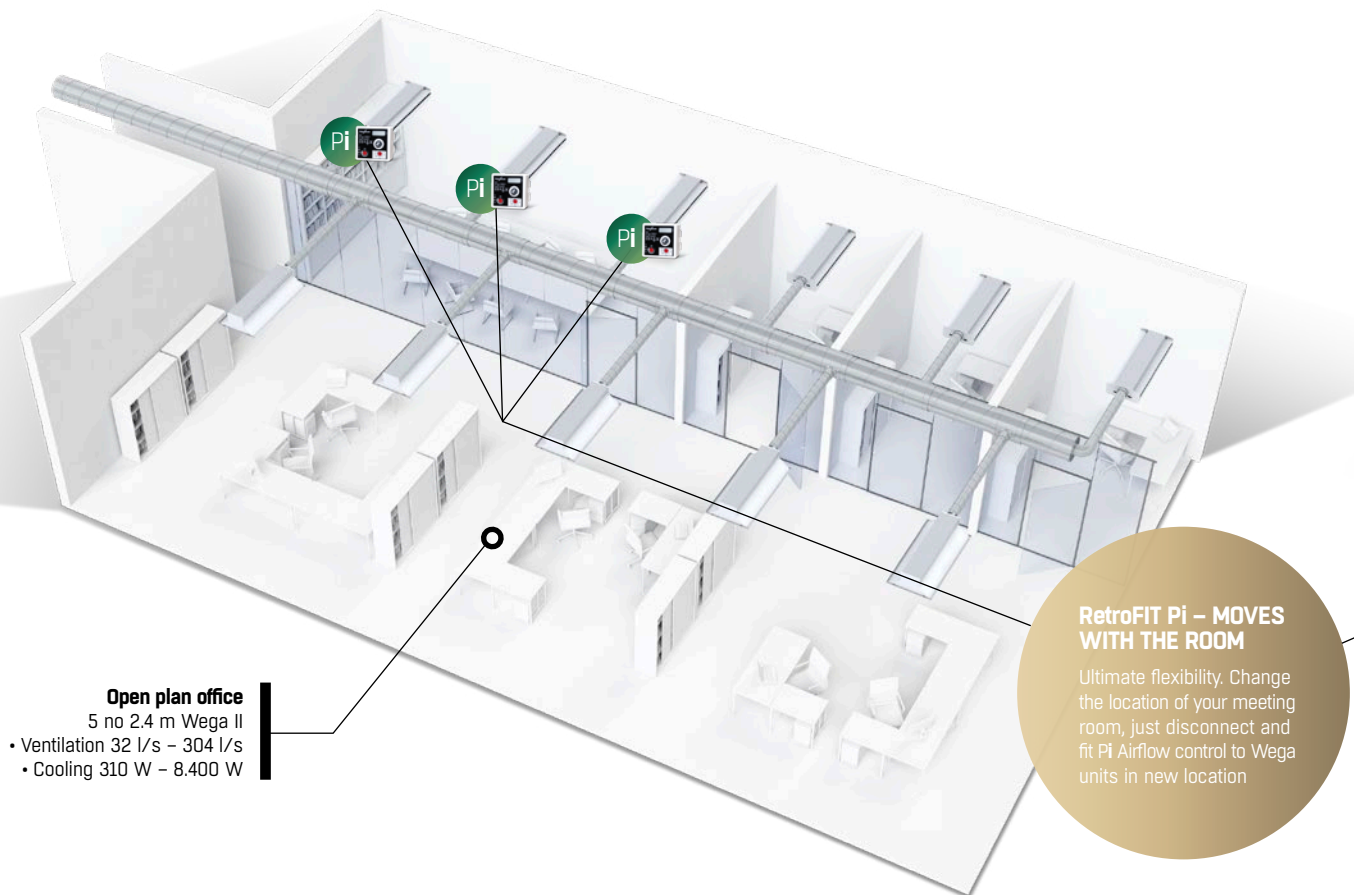 Pi
Pi
Pi
RetroFIT Pi – MOVES
WITH THE ROOM
Ultimate flexibility. Change
the location of your meeting
room, just disconnect and
fit Pi Airflow control to Wega
units in new location
Open plan office
5 no 2.4 m Wega II
• Ventilation 32 l/s – 304 l/s
• Cooling 310 W – 8.400 W